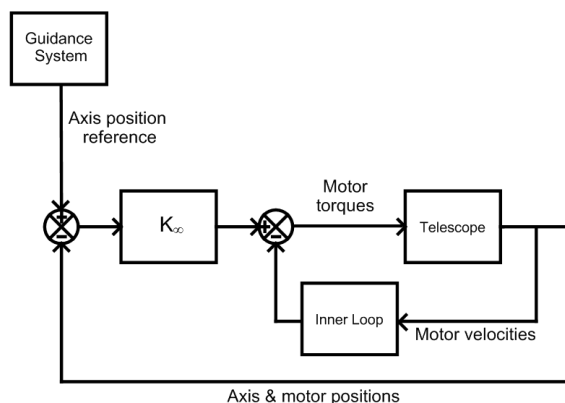 Guidance
System
Axis position
reference
+
−
K∞
+
−
Motor
torques
Telescope
Inner Loop
Motor velocities
Axis & motor positions